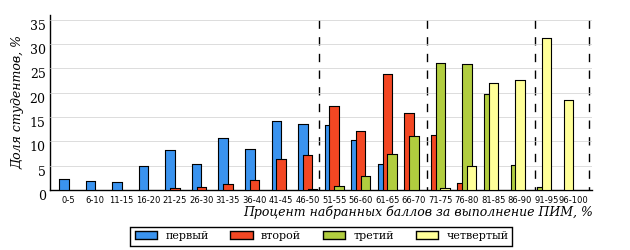 Доля студентов, %
35
30
25
20
15
10
5
0
0-5 6-10 11-15 16-20 21-25 26-30 31-35 36-40 41-45 46-50 51-55 56-60 61-65 66-70 71-75 76-80 81-85 86-90 91-95 96-100
Процент набранных баллов за выполнение ПИМ, %
первый второй третий четвертый